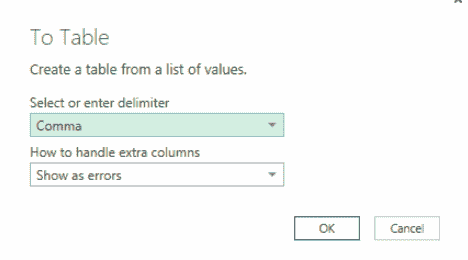 To Table
Create a table from a list of values.
Select or enter delimiter
Comma
How to handle extra columns
Show as errors
OK Cancel